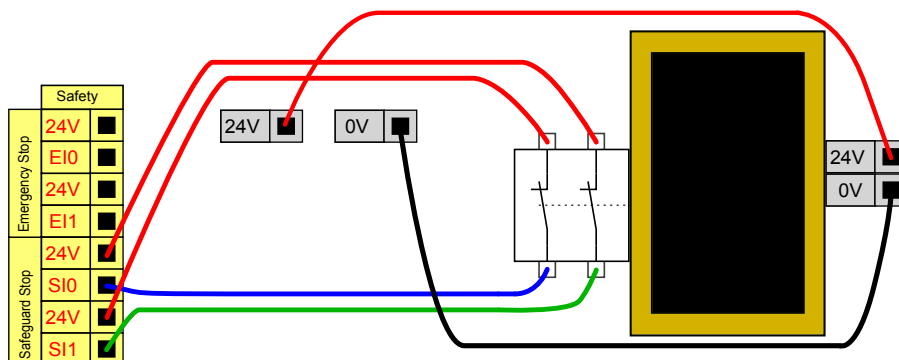 Safety
Emergency Stop
24V
EI0
24V
EI1
Safeguard Stop
24V
SI0
24V
SI1
24V
0V
24V
0V